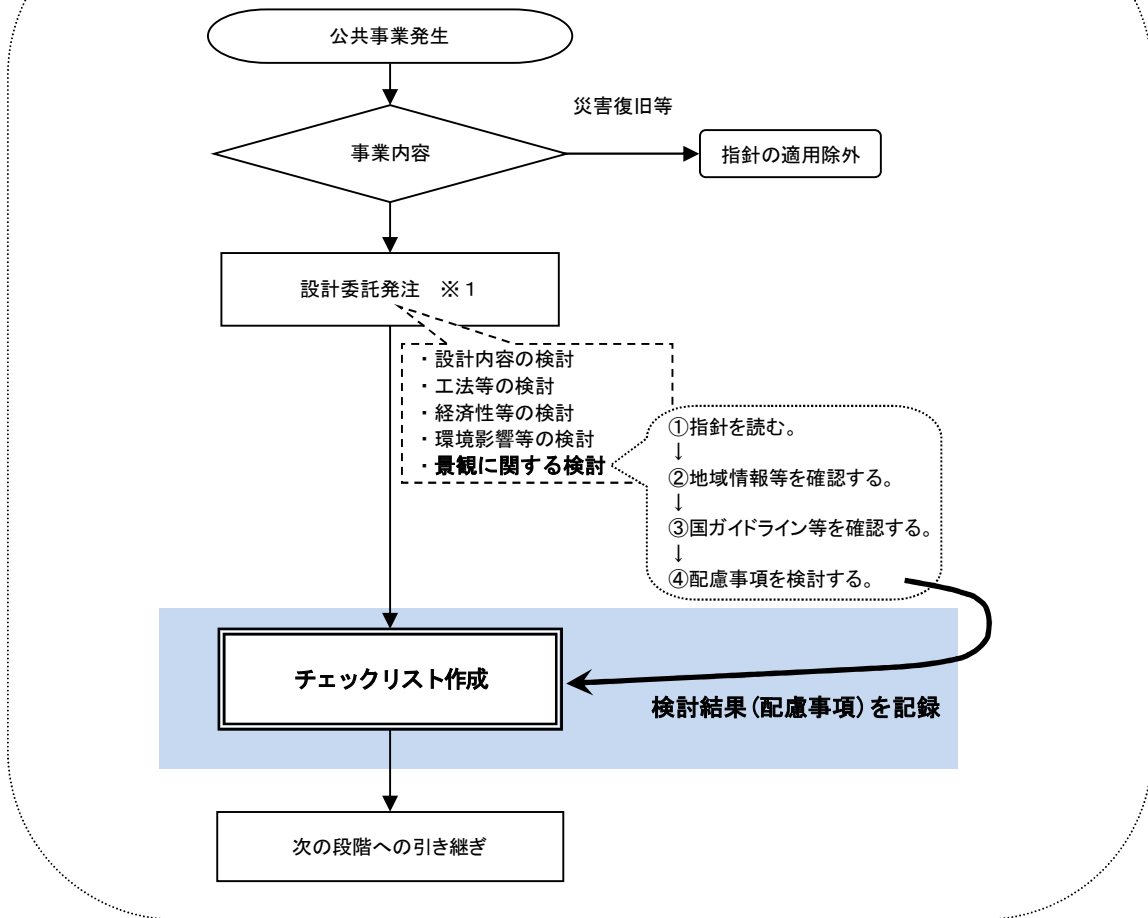 公共事業発生
災害復旧等
事業内容
指針の適用除外
設計委託発注 ※1
・設計内容の検討
・工法等の検討
・経済性等の検討
・環境影響等の検討
・景観に関する検討
①指針を読む。
↓
②地域情報等を確認する。
↓
③国ガイドライン等を確認する。
↓
④配慮事項を検討する。
チェックリスト作成
検討結果(配慮事項)を記録
次の段階への引き継ぎ